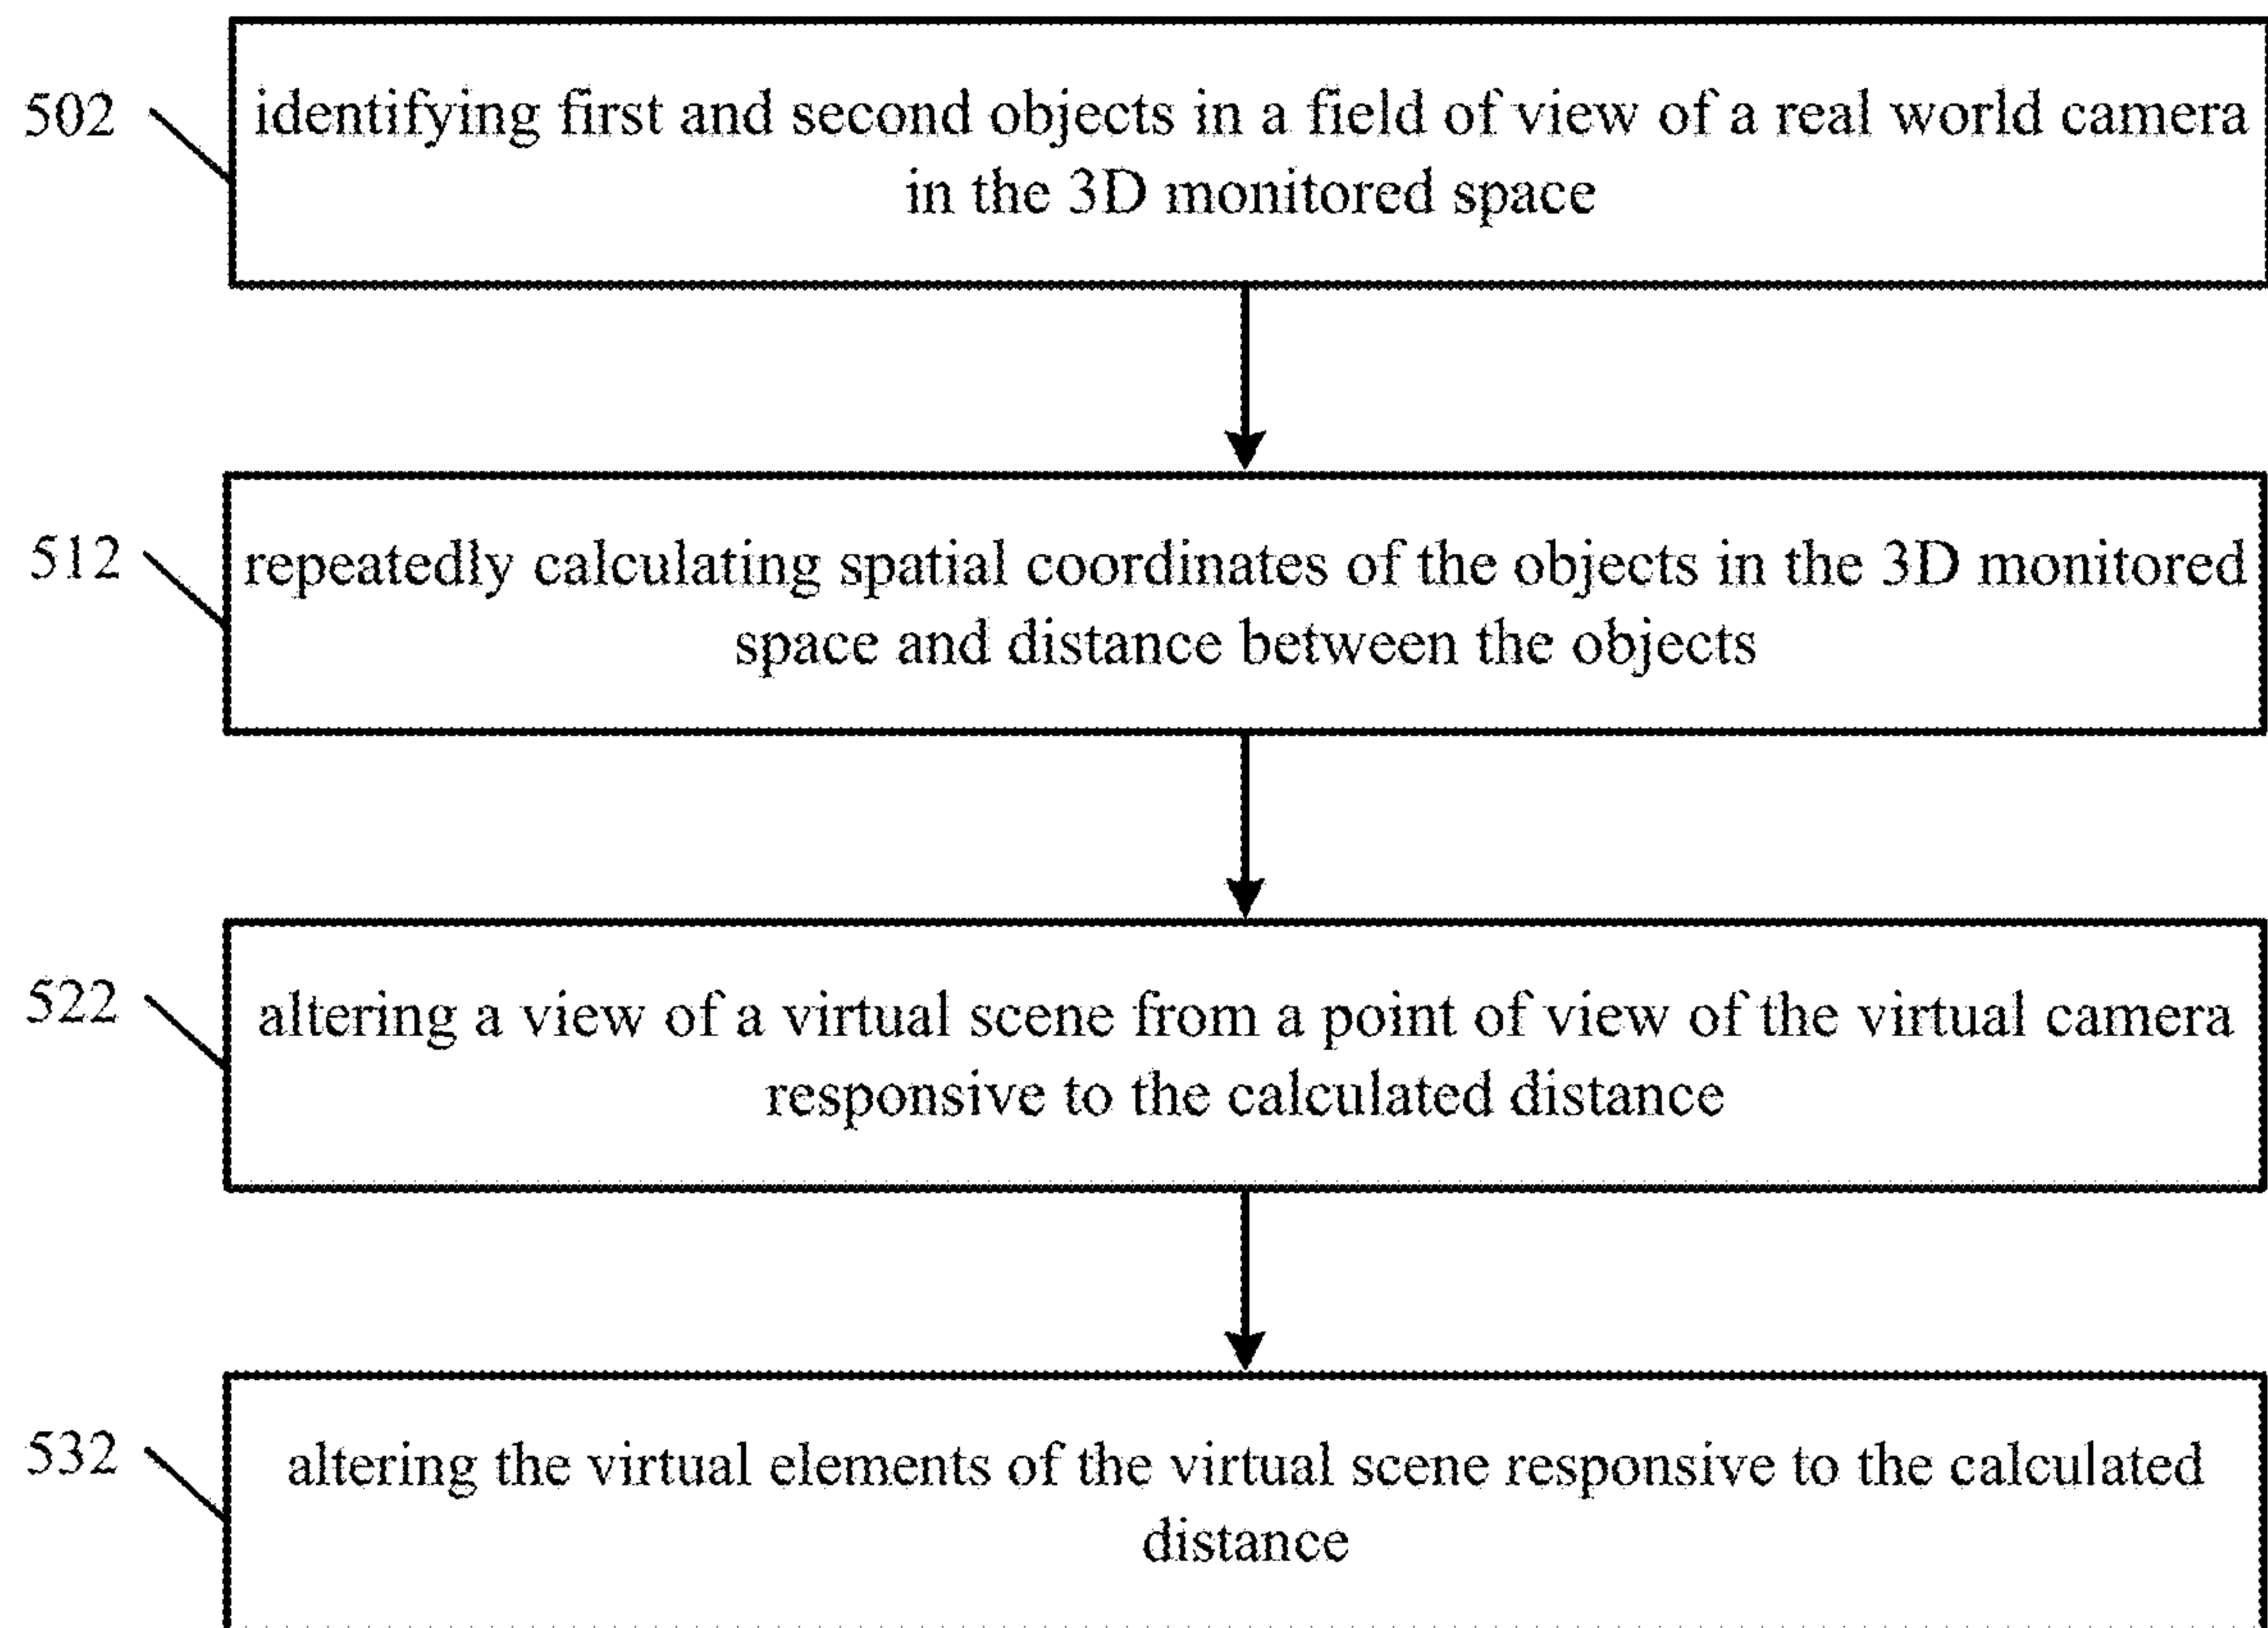 502
identifying first and second objects in a field of view of a real world camera
in the 3D monitored space
512
repeatedly calculating spatial coordinates of the objects in the 3D monitored
space and distance between the objects
522
altering a view of a virtual scene from a point of view of the virtual camera
responsive to the calculated distance
532
altering the virtual elements of the virtual scene responsive to the calculated
distance